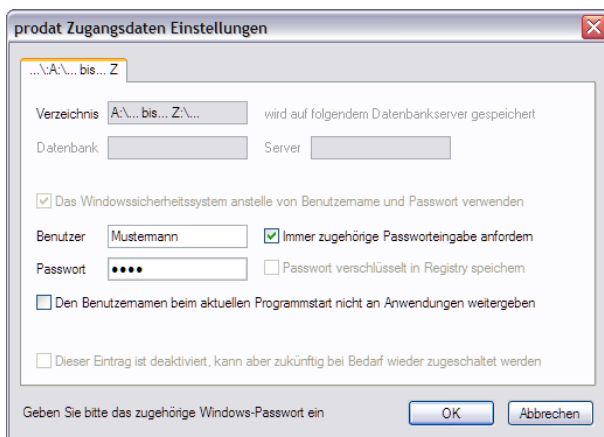 prodat Zugangsdaten Einstellungen
...\:A:\... bis... Z
Verzeichnis A:\... bis... Z:\... wird auf folgendem Datenbankserver gespeichert
Datenbank Server
Das Windowssicherheitssystem anstelle von Benutzername und Passwort verwenden
Benutzer Mustermann Immer zugehörige Passworteingabe anfordern
Passwort ●●●● Passwort verschlüsselt in Registry speichern
Den Benutzernamen beim aktuellen Programmstart nicht an Anwendungen weitergeben
Dieser Eintrag ist deaktiviert, kann aber zukünftig bei Bedarf wieder zugeschaltet werden
Geben Sie bitte das zugehörige Windows-Passwort ein OK Abbrechen